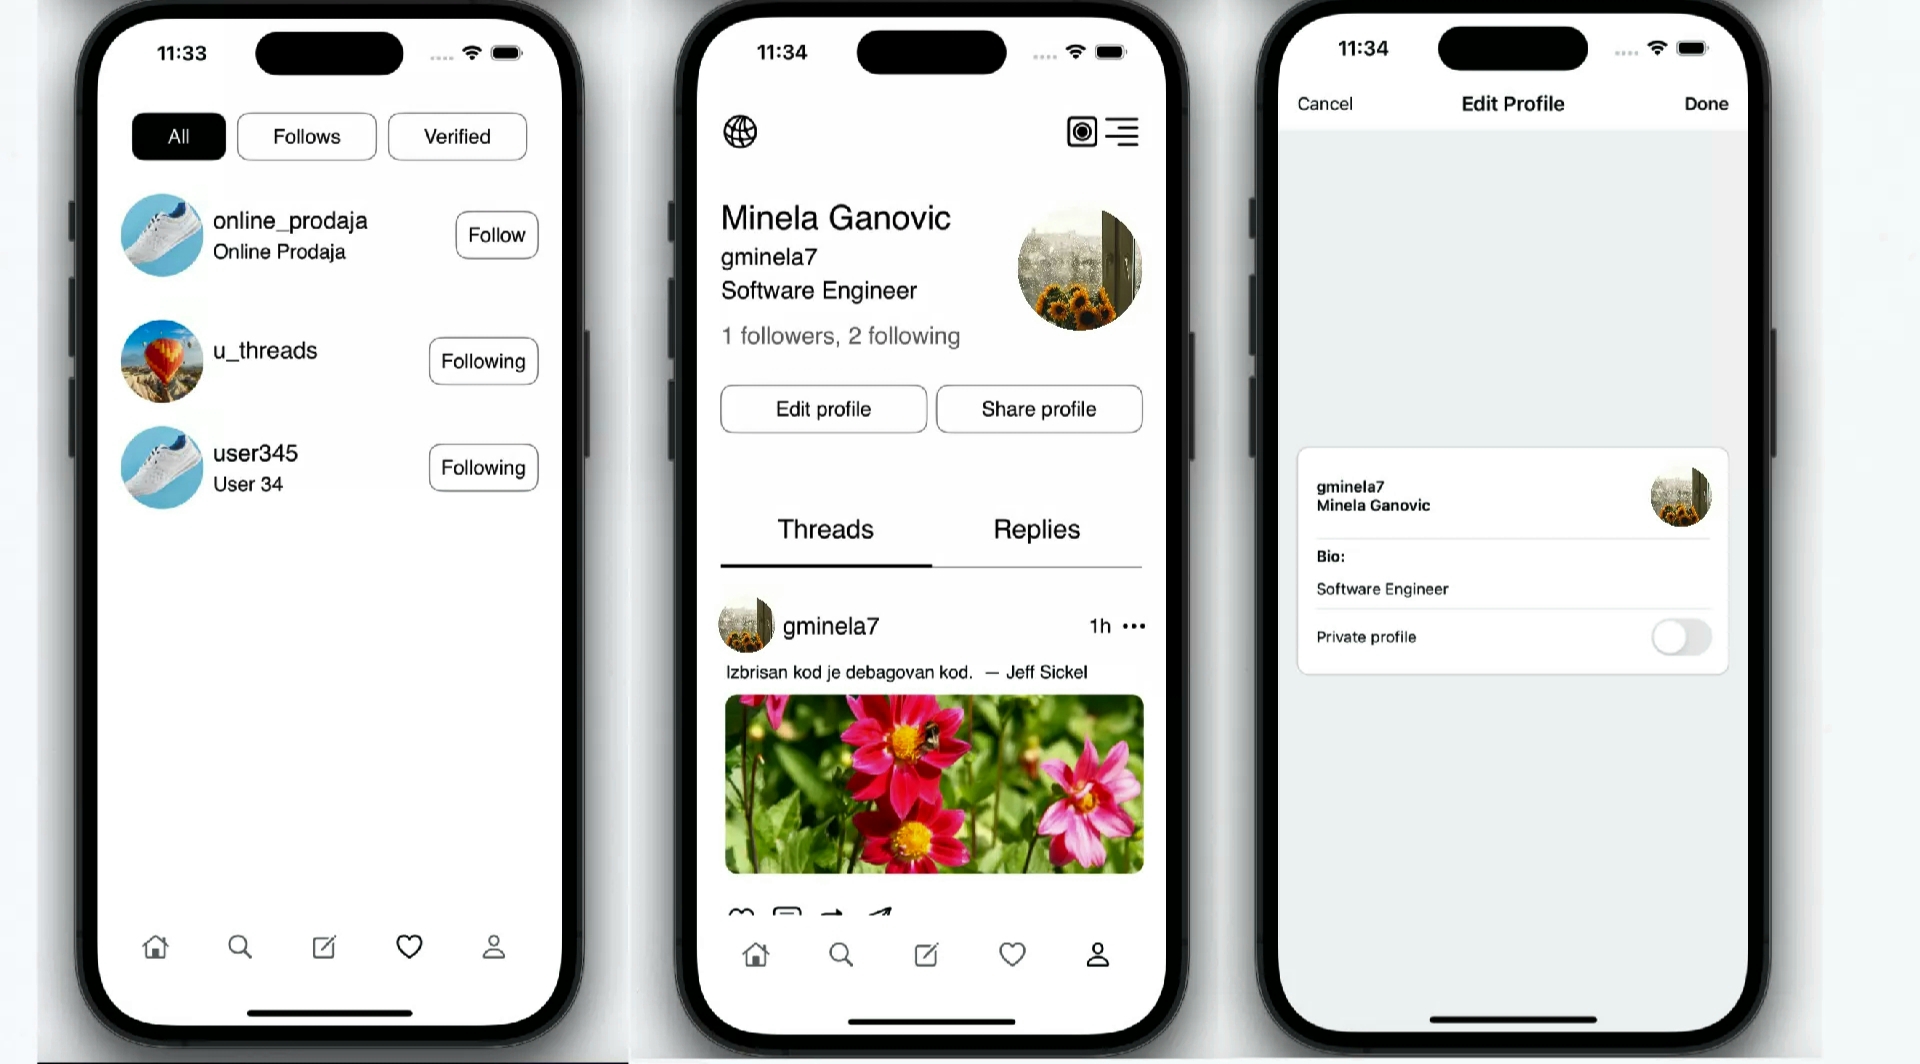 11:33
All
Follows
Verified
online_prodaja
Online Prodaja
Follow
u_threads
Following
user345
User 34
Following
11:34
Minela Ganovic
gminela7
Software Engineer
1 followers, 2 following
Edit profile
Share profile
Threads
Replies
gminela7
1h
Izbrisan kod je debagovan kod. — Jeff Sickel
11:34
Cancel
Edit Profile
Done
gminela7
Minela Ganovic
Bio:
Software Engineer
Private profile